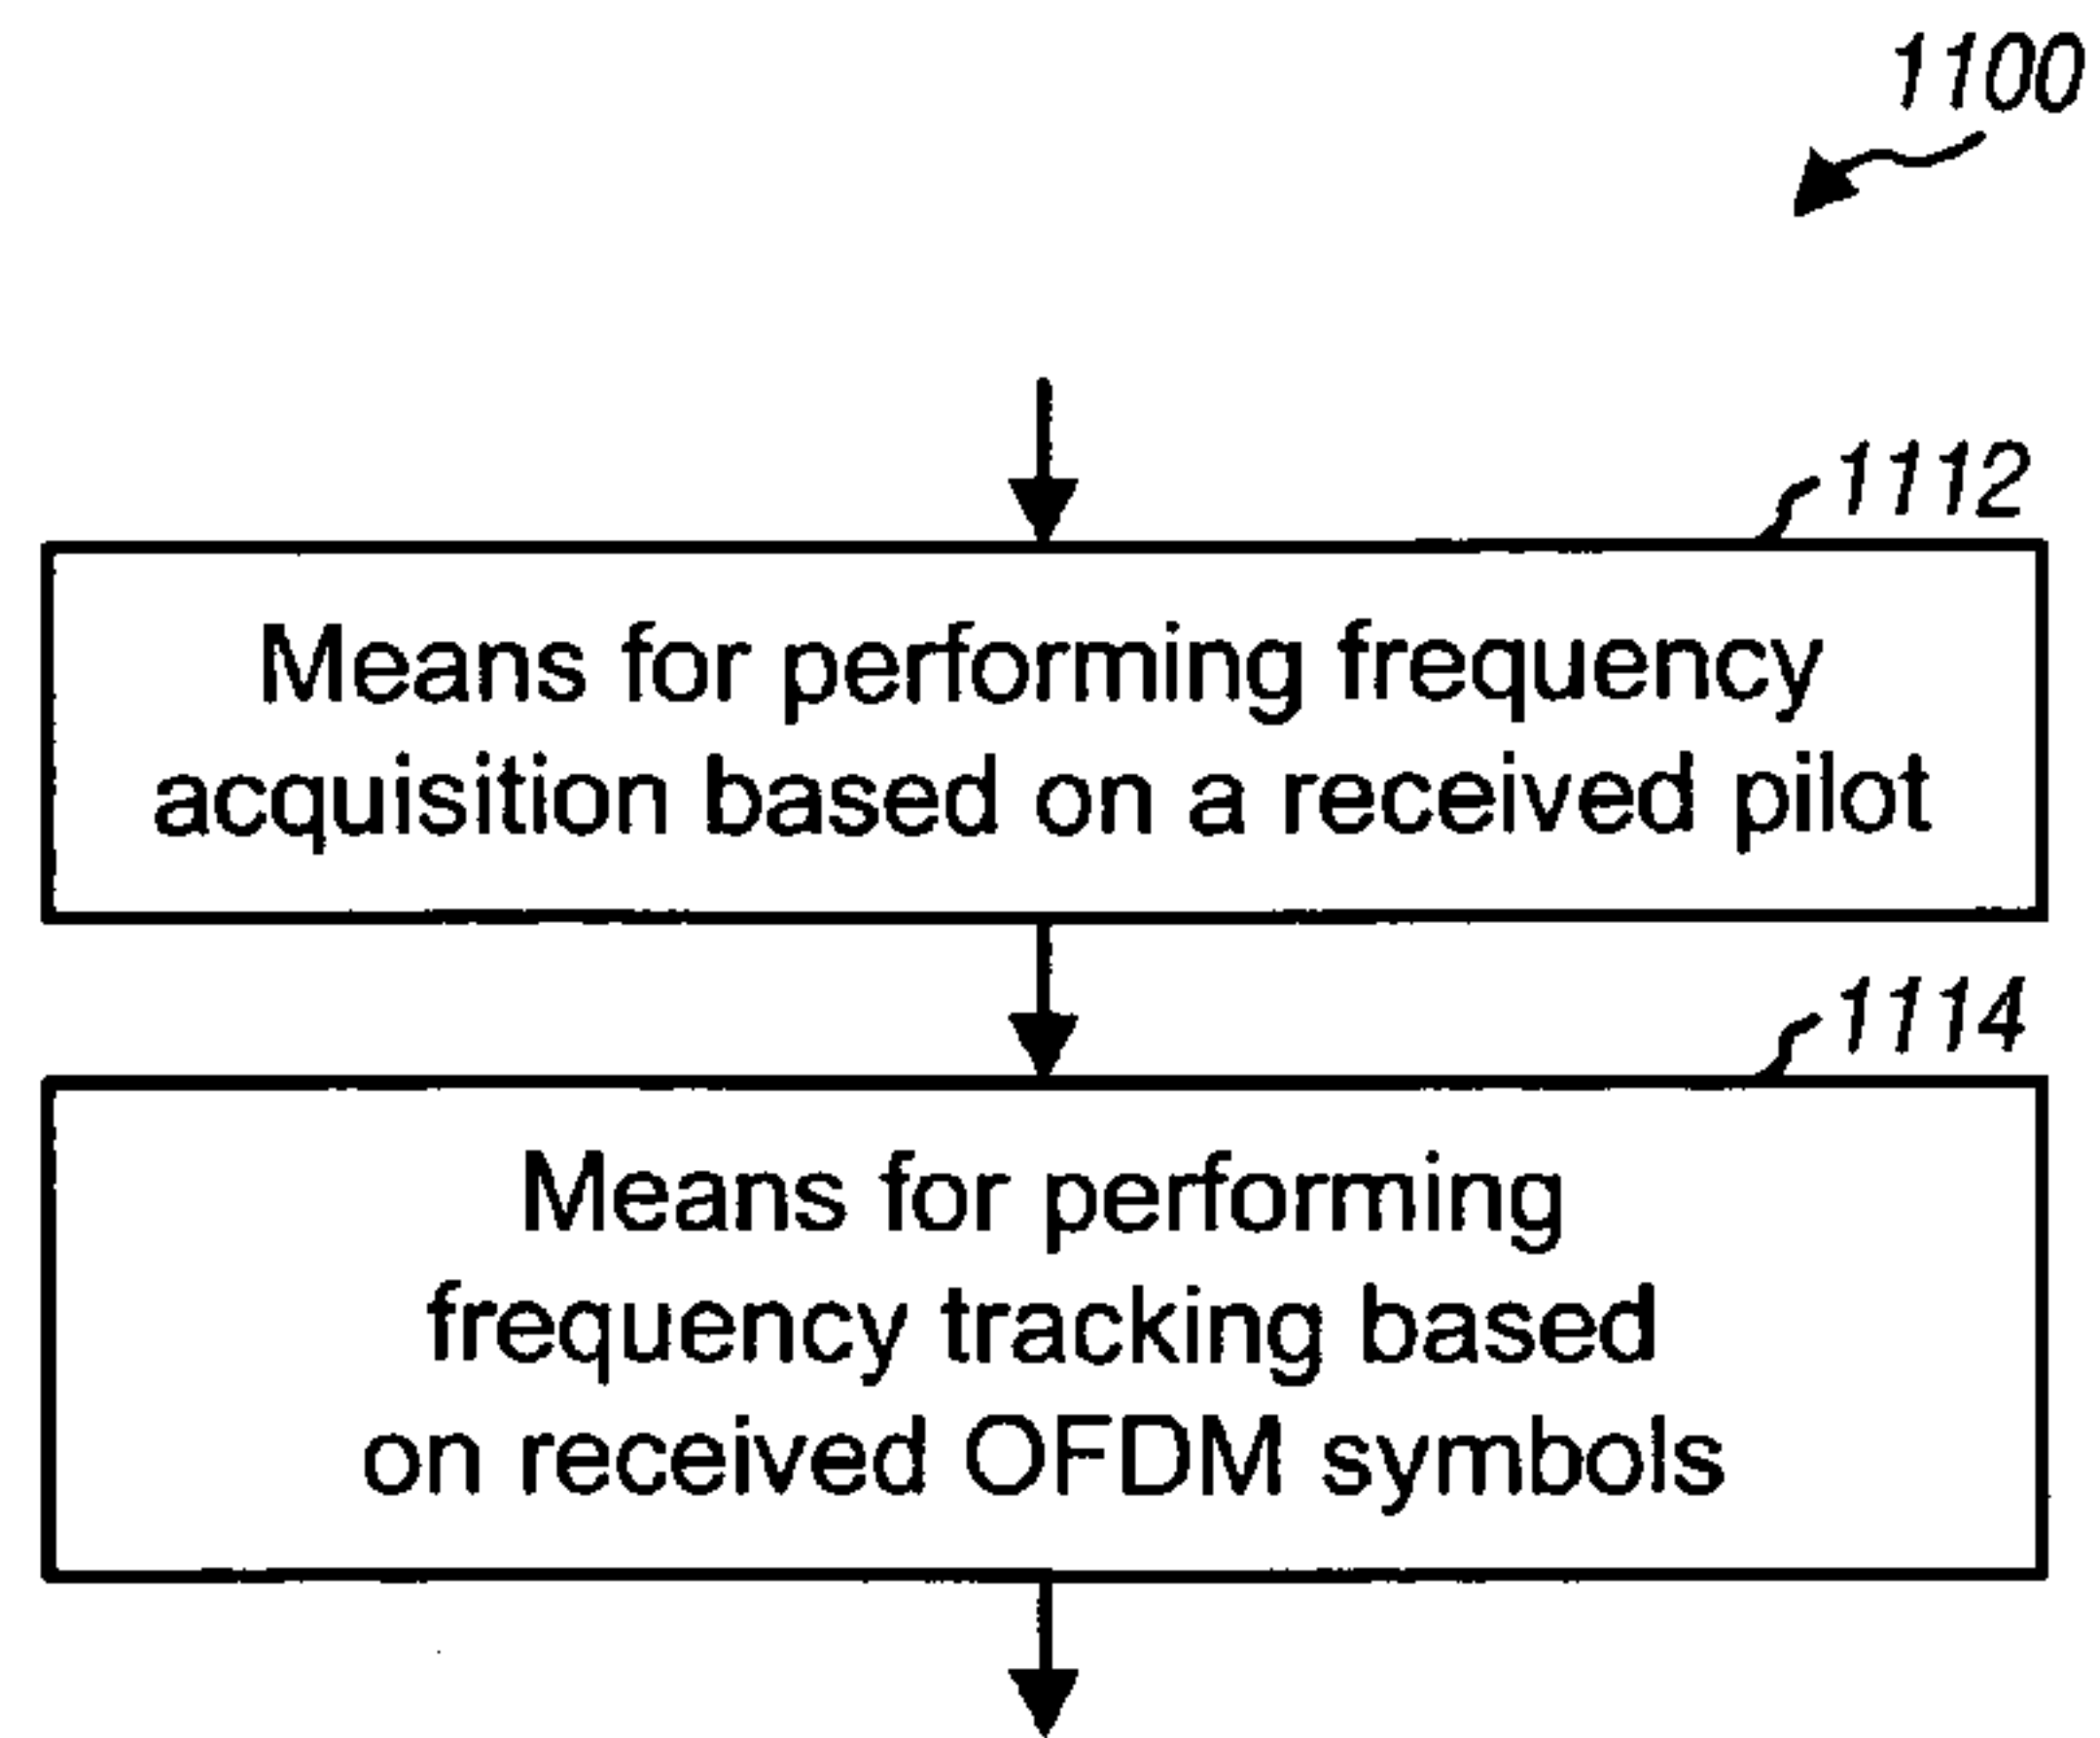 1100
1112
Means for performing frequency
acquisition based on a received pilot
1114
Means for performing
frequency tracking based
on received OFDM symbols